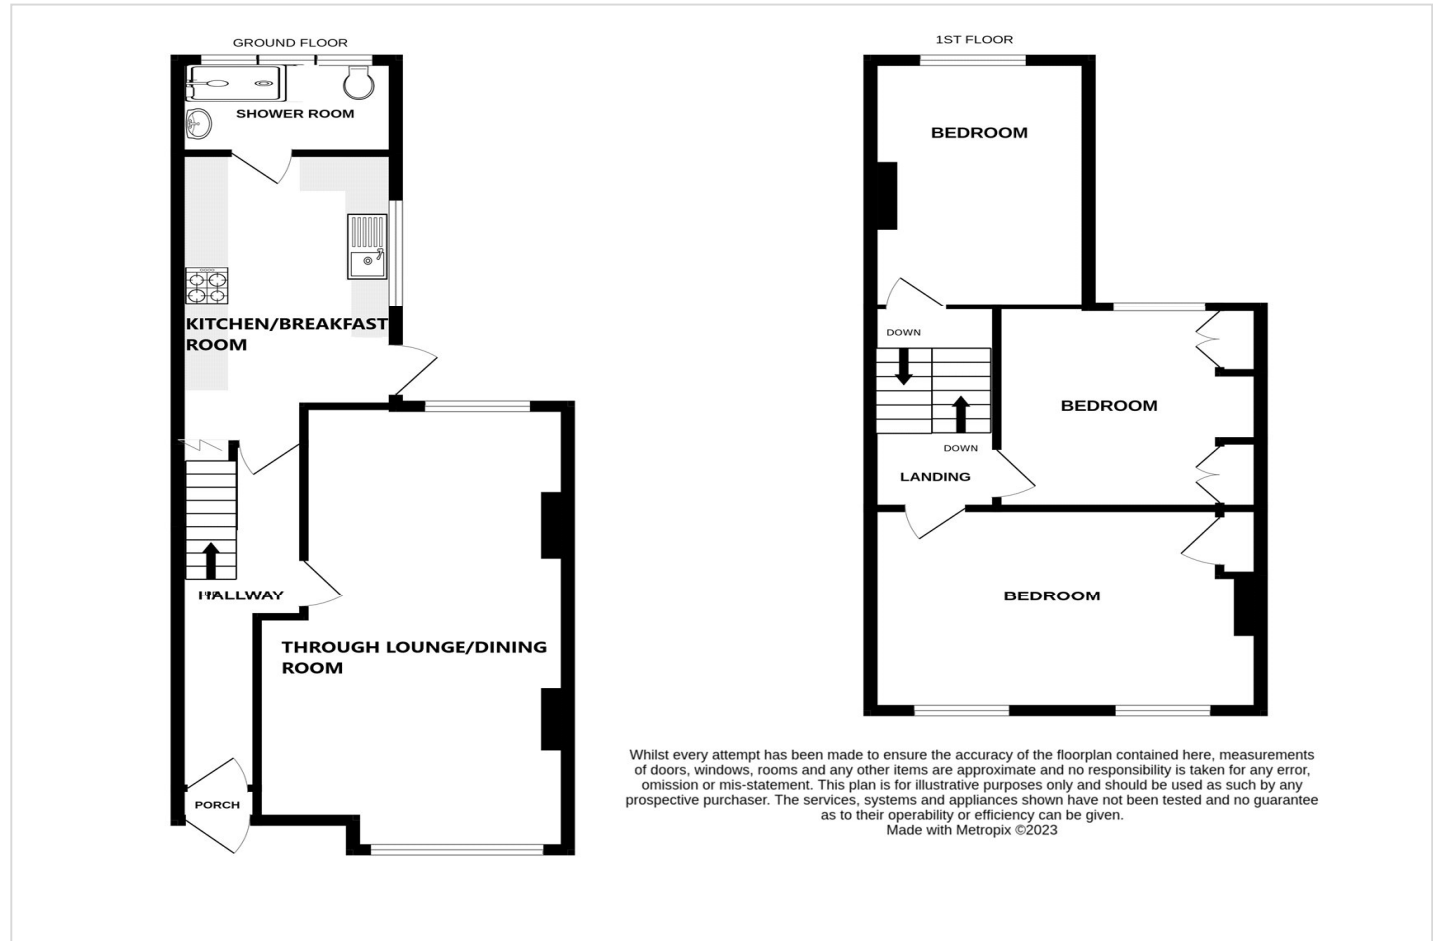 GROUND FLOOR
SHOWER ROOM
KITCHEN/BREAKFAST
ROOM
HALLWAY
THROUGH LOUNGE/DINING
ROOM
PORCH
1ST FLOOR
BEDROOM
DOWN
BEDROOM
DOWN
LANDING
BEDROOM
Whilst every attempt has been made to ensure the accuracy of the floorplan contained here, measurements
of doors, windows, rooms and any other items are approximate and no responsibility is taken for any error,
omission or mis-statement. This plan is for illustrative purposes only and should be used as such by any
prospective purchaser. The services, systems and appliances shown have not been tested and no guarantee
as to their operability or efficiency can be given.
Made with Metropix ©2023